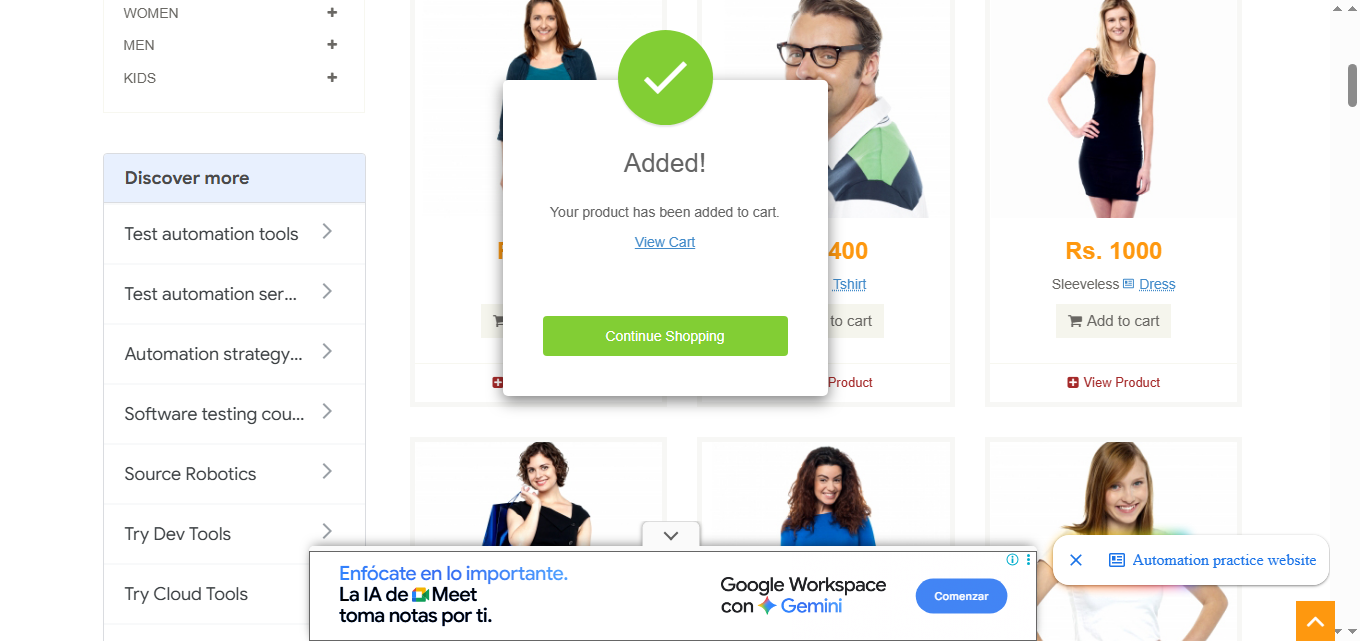 WOMEN
MEN
KIDS
Discover more
Test automation tools
Test automation ser...
Automation strategy...
Software testing cou...
Source Robotics
Try Dev Tools
Try Cloud Tools
Added!
Your product has been added to cart.
View Cart
Continue Shopping
400
Tshirt
to cart
Product
Rs. 1000
Sleeveless Dress
Add to cart
View Product
Enfócate en lo importante.
La IA de Meet
toma notas por ti.
Google Workspace
con Gemini
Comenzar
Automation practice website